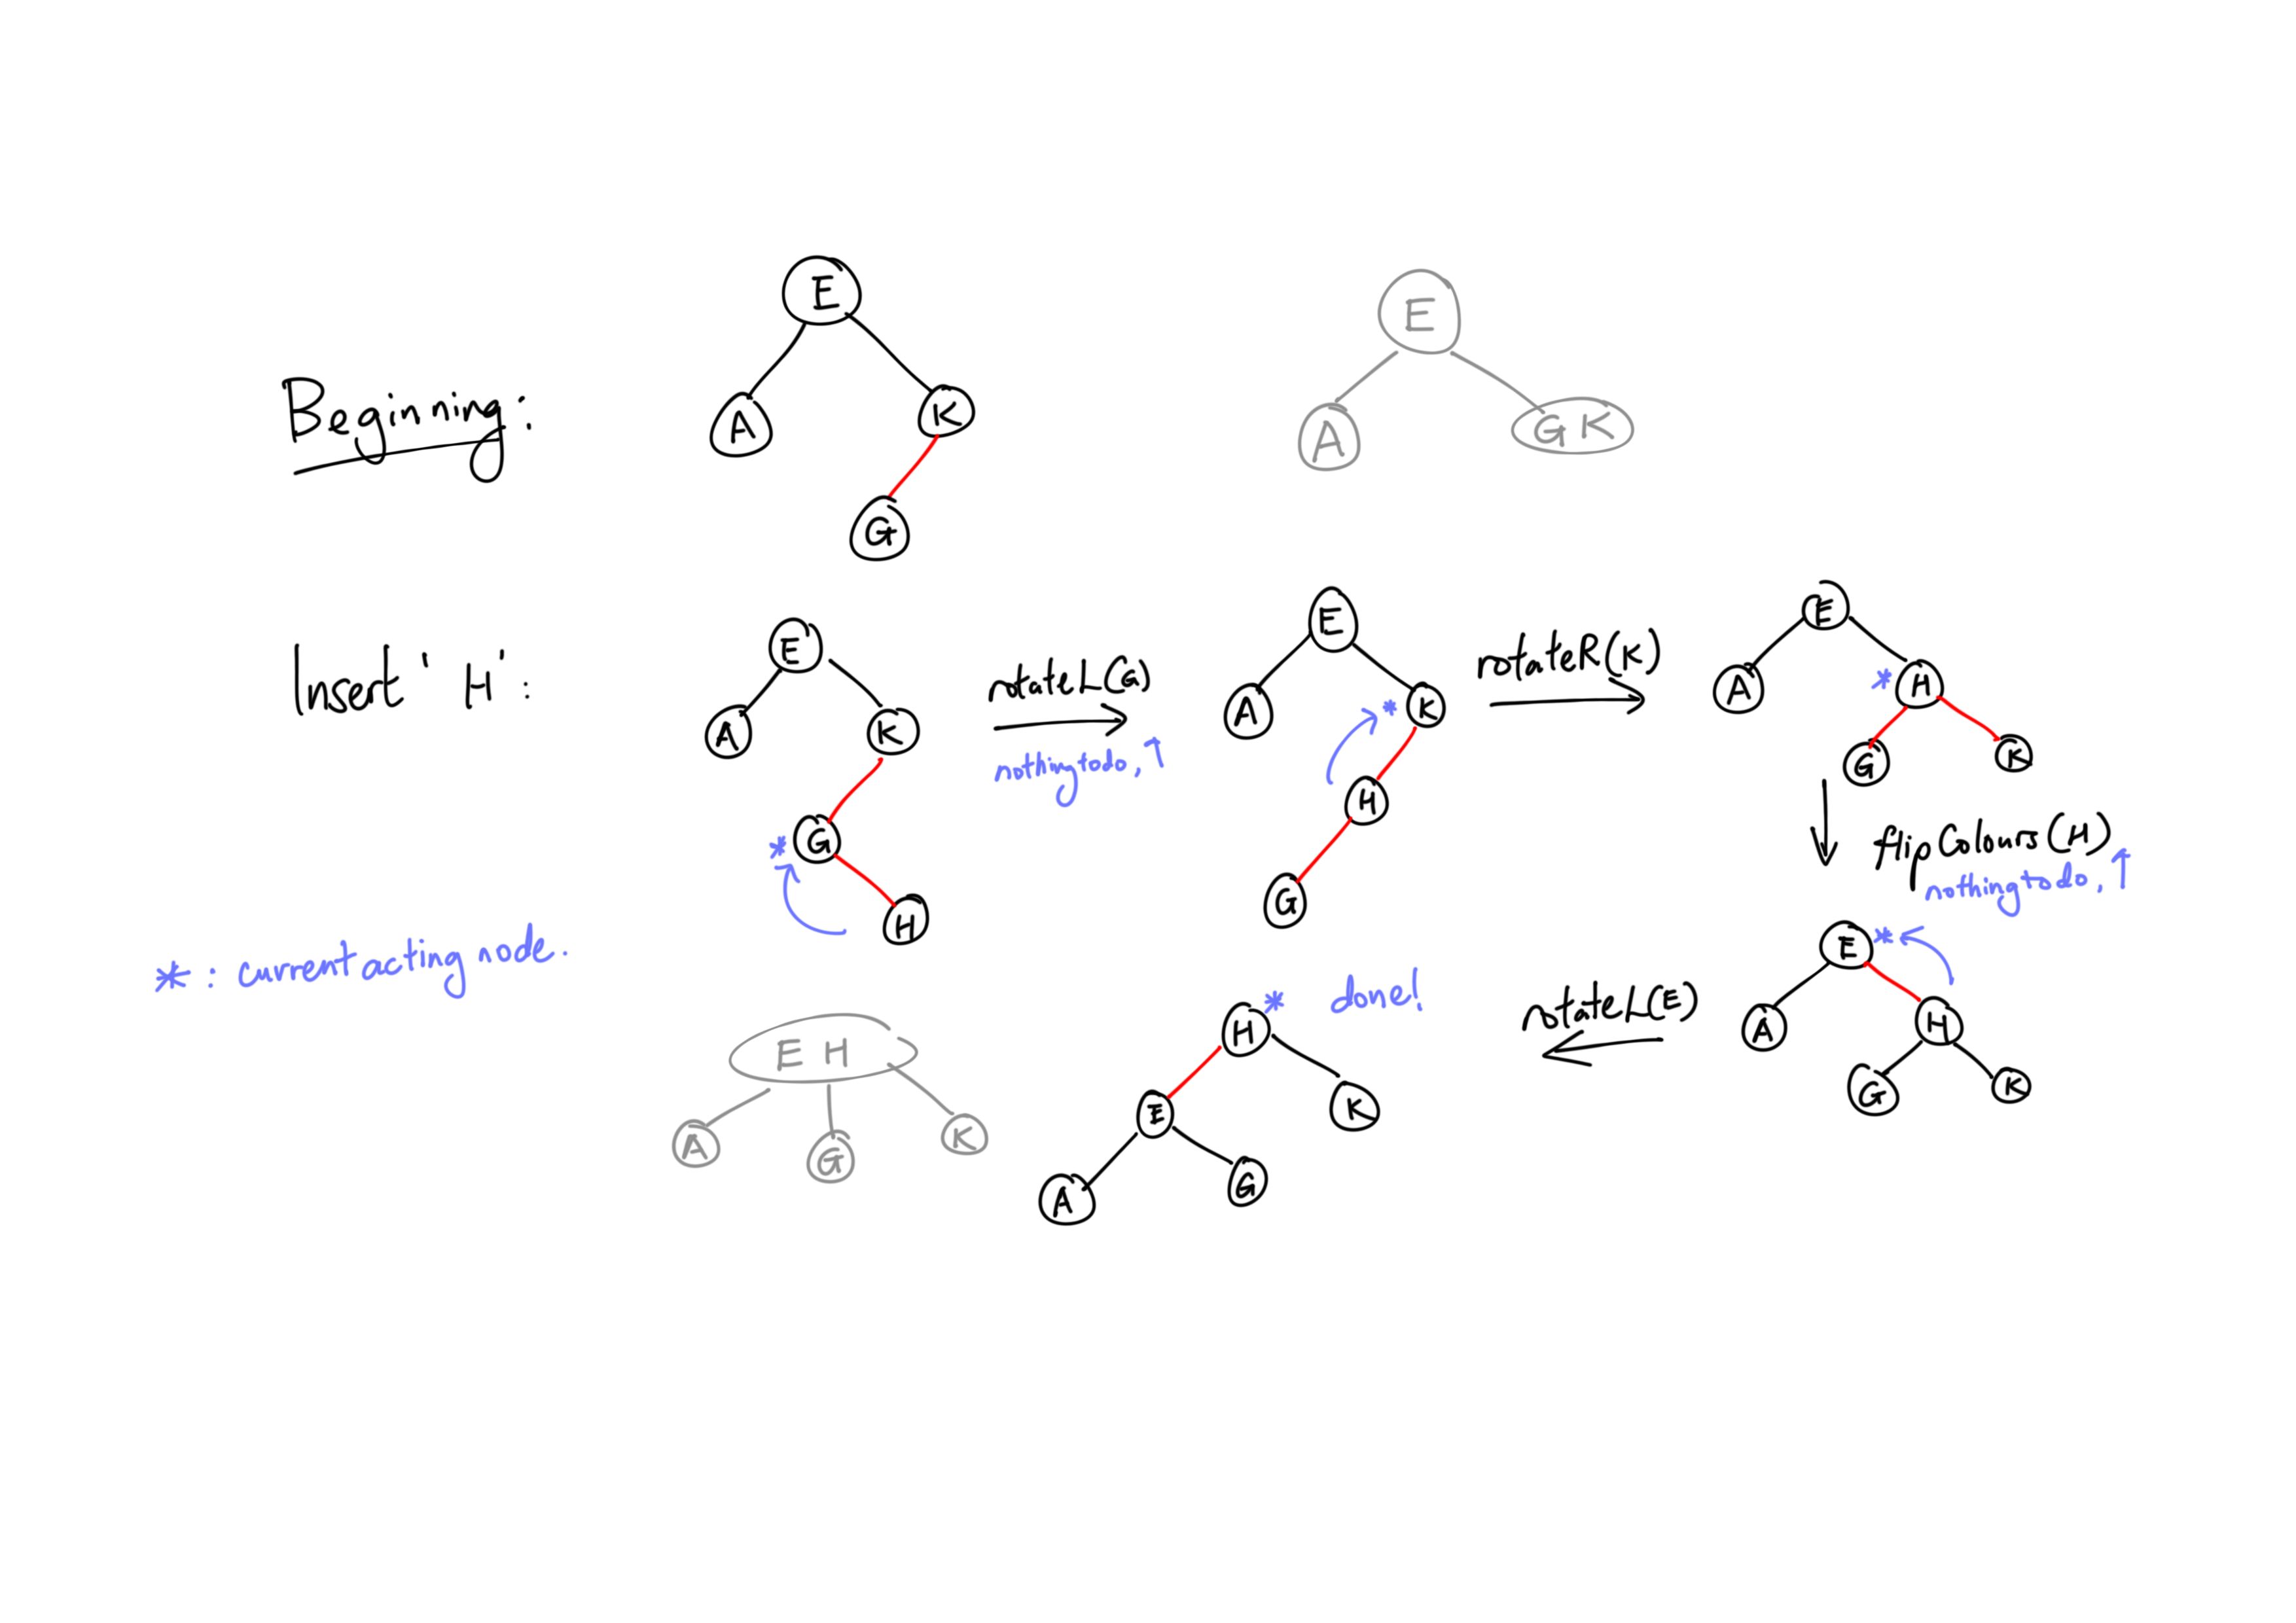 E
A
K
G
E
A
G K
Beginning:
Insert 'H':
E
A
K
* G
H
rotateL(G)
nothing to do, ↑
E
A
* K
H
G
rotateR(K)
E
A
* H
G
K
flipColours(H)
nothing to do, ↑
E *
A
H
G
K
rotateL(E)
H * done!
E
K
A
G
E H
A
G
K
* : current acting node.